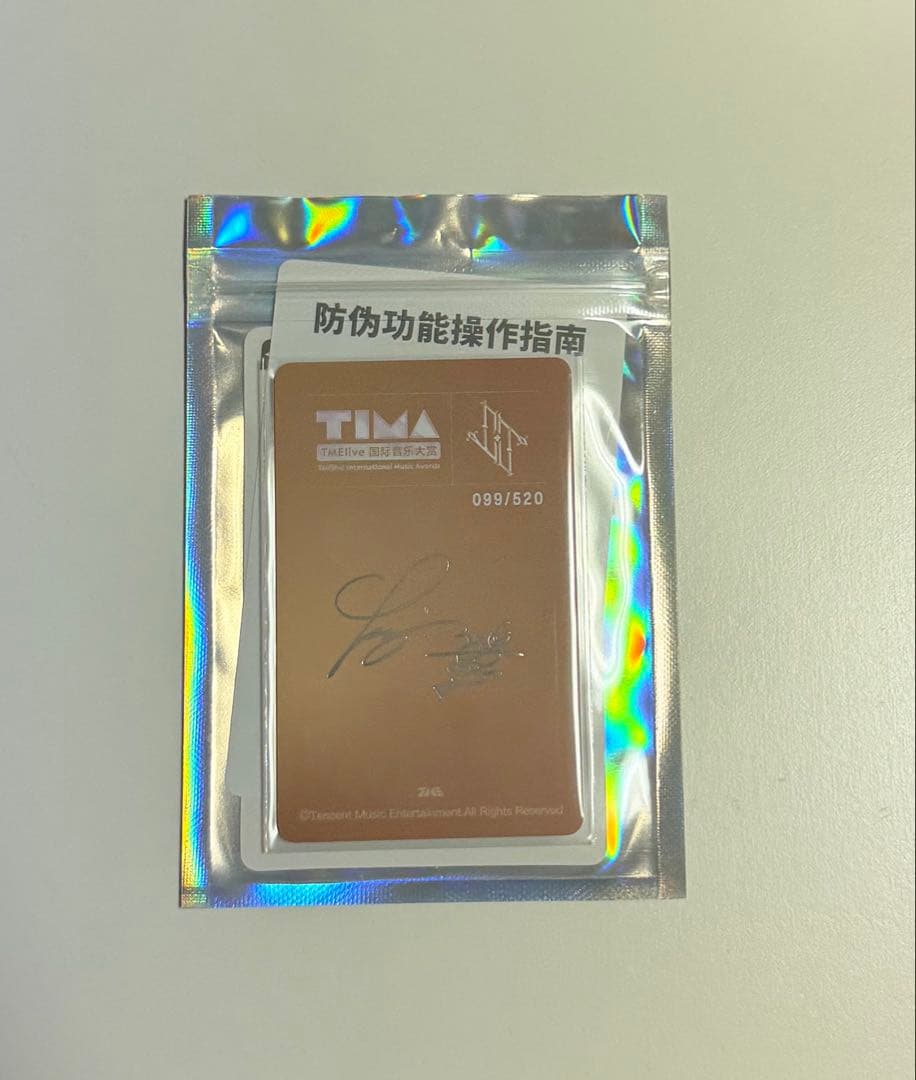 防伪功能操作指南
TIMA
TMElive 国际音乐大赏
TMElive International Music Awards
099/520
©Tencent Music Entertainment.All Rights Reserved